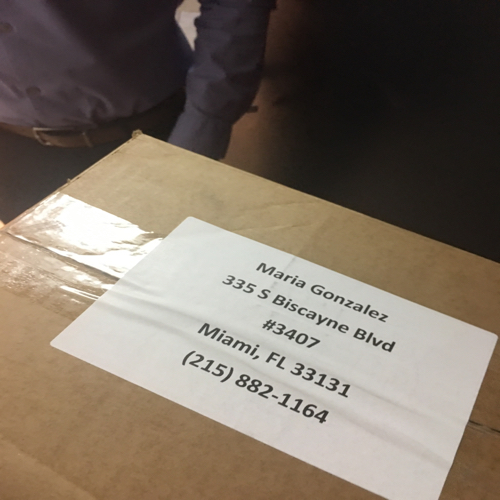 Maria Gonzalez
335 S Biscayne Blvd
#3407
Miami, FL 33131
(215) 882-1164